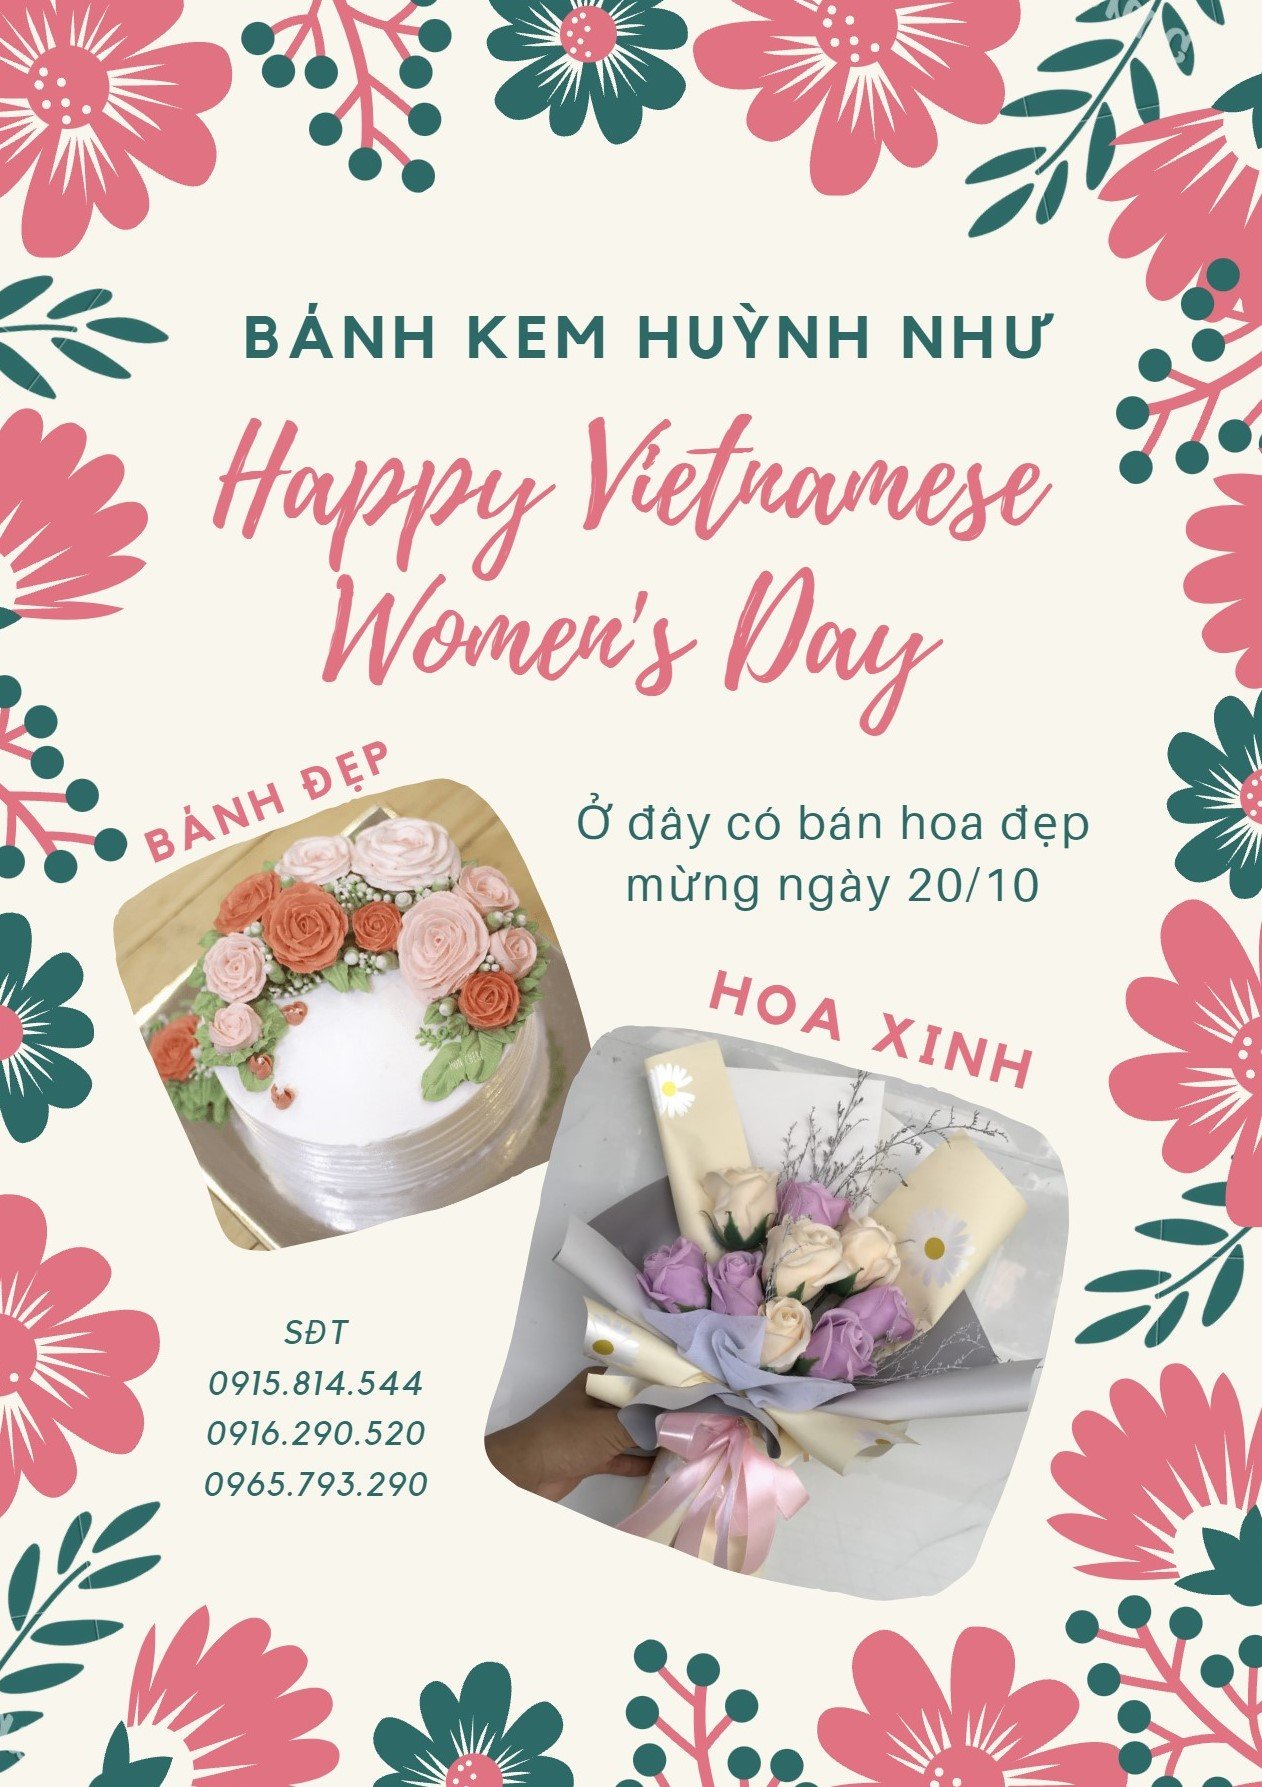 BÁNH KEM HUỲNH NHƯ
Happy Vietnamese
Women's Day
BÁNH ĐẸP
Ở đây có bán hoa đẹp
mừng ngày 20/10
HOA XINH
SĐT
0915.814.544
0916.290.520
0965.793.290